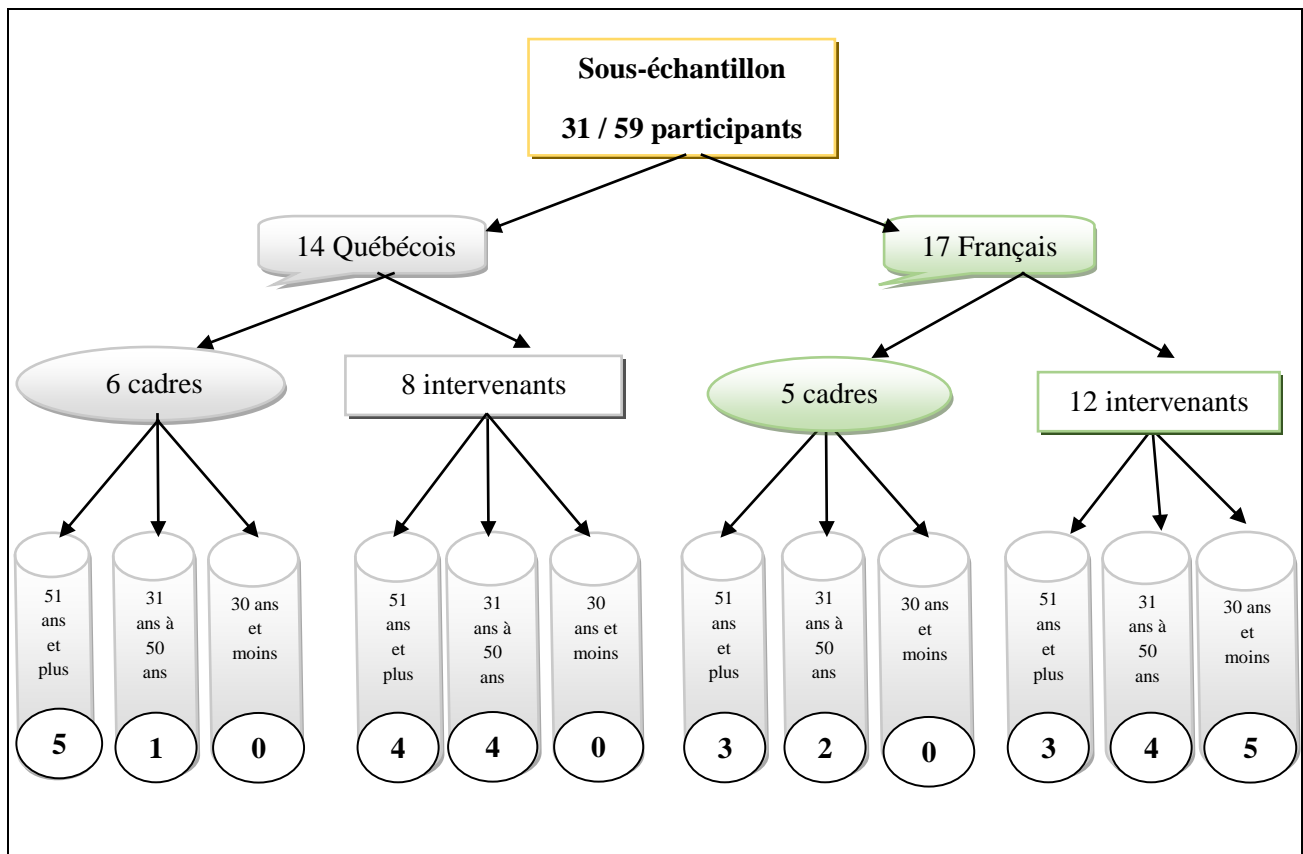 Sous-échantillon
31 / 59 participants
14 Québécois
17 Français
6 cadres
8 intervenants
5 cadres
12 intervenants
51
ans
et
plus
31
ans à
50
ans
30 ans
et
moins
51
ans
et
plus
31
ans à
50
ans
30
ans et
moins
51
ans
et
plus
31
ans à
50
ans
30 ans
et
moins
51
ans
et
plus
31
ans à
50
ans
30 ans
et
moins
5
1
0
4
4
0
3
2
0
3
4
5